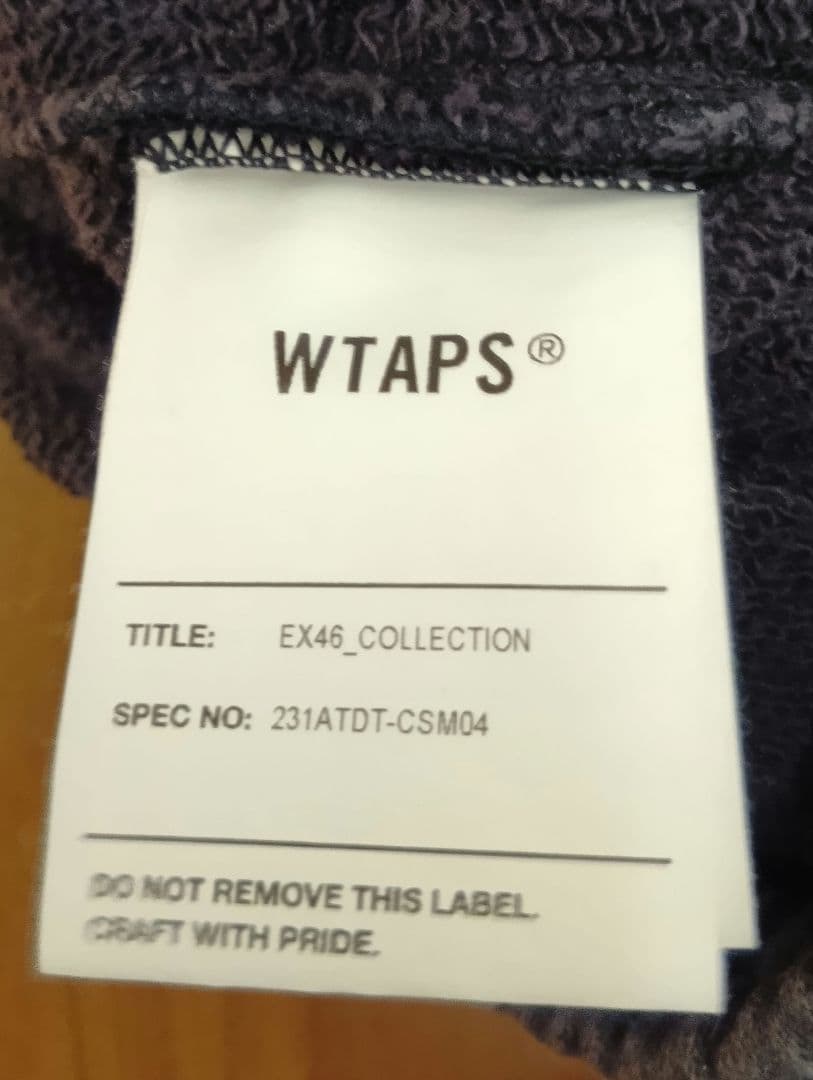 WTAPS®
TITLE: EX46_COLLECTION
SPEC NO: 231ATDT-CSM04
DO NOT REMOVE THIS LABEL.
CRAFT WITH PRIDE.